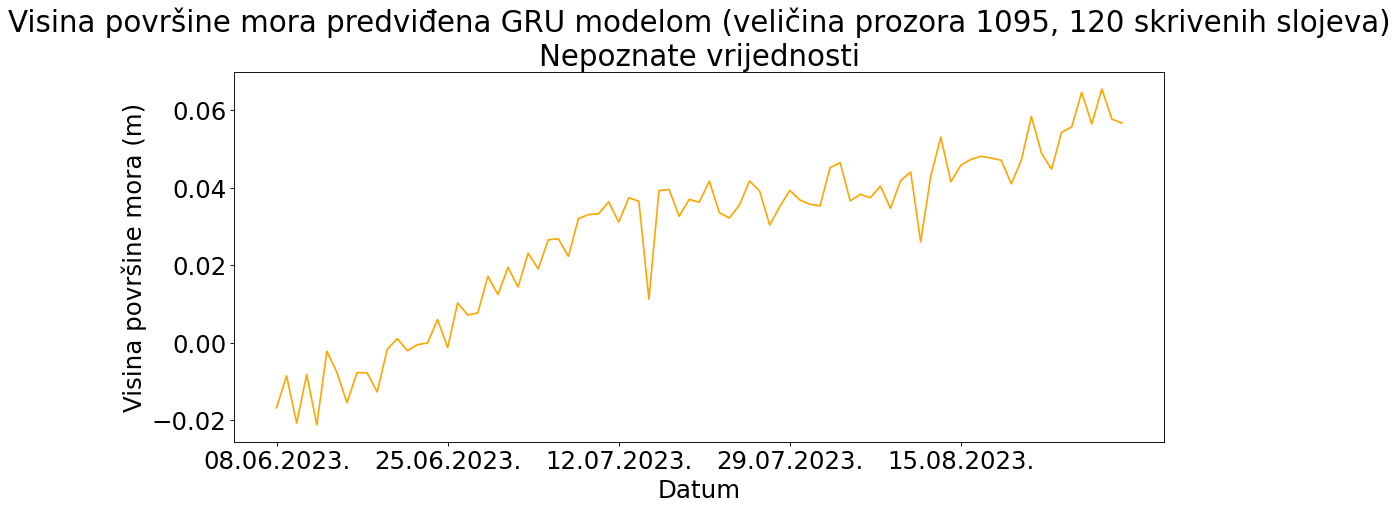 Visina površine mora predviđena GRU modelom (veličina prozora 1095, 120 skrivenih slojeva)
Nepoznate vrijednosti
Visina površine mora (m)
0.06
0.04
0.02
0.00
−0.02
08.06.2023. 25.06.2023. 12.07.2023. 29.07.2023. 15.08.2023.
Datum